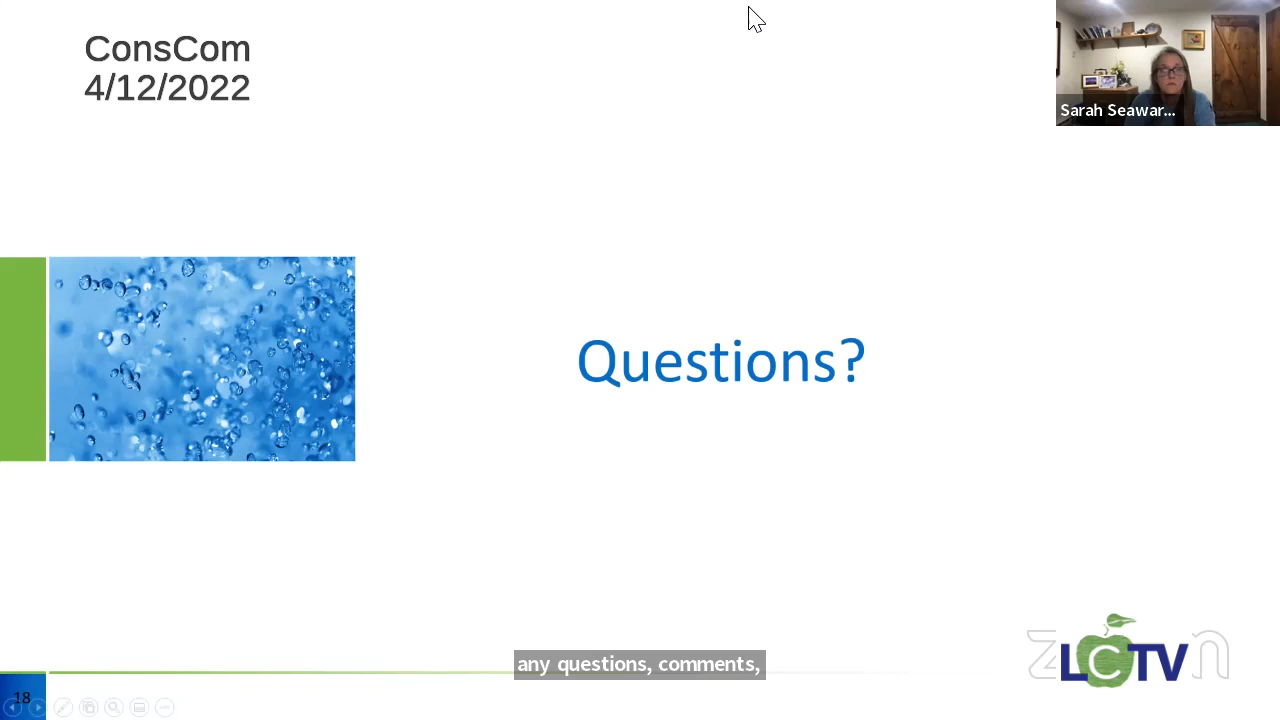 ConsCom
4/12/2022
Sarah Seawar...
Questions?
any questions, comments,
LCTV
18